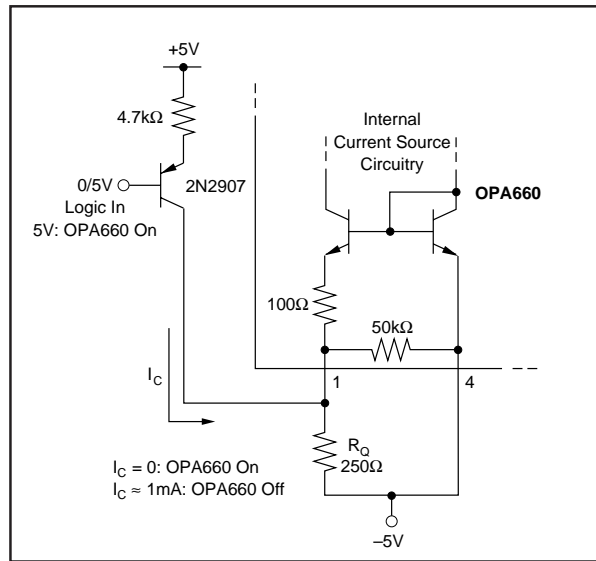 +5V
4.7kΩ
Internal
Current Source
Circuitry
0/5V
2N2907
OPA660
Logic In
5V: OPA660 On
100Ω
50kΩ
I_C
1
4
R_Q
250Ω
I_C = 0: OPA660 On
I_C ≈ 1mA: OPA660 Off
–5V